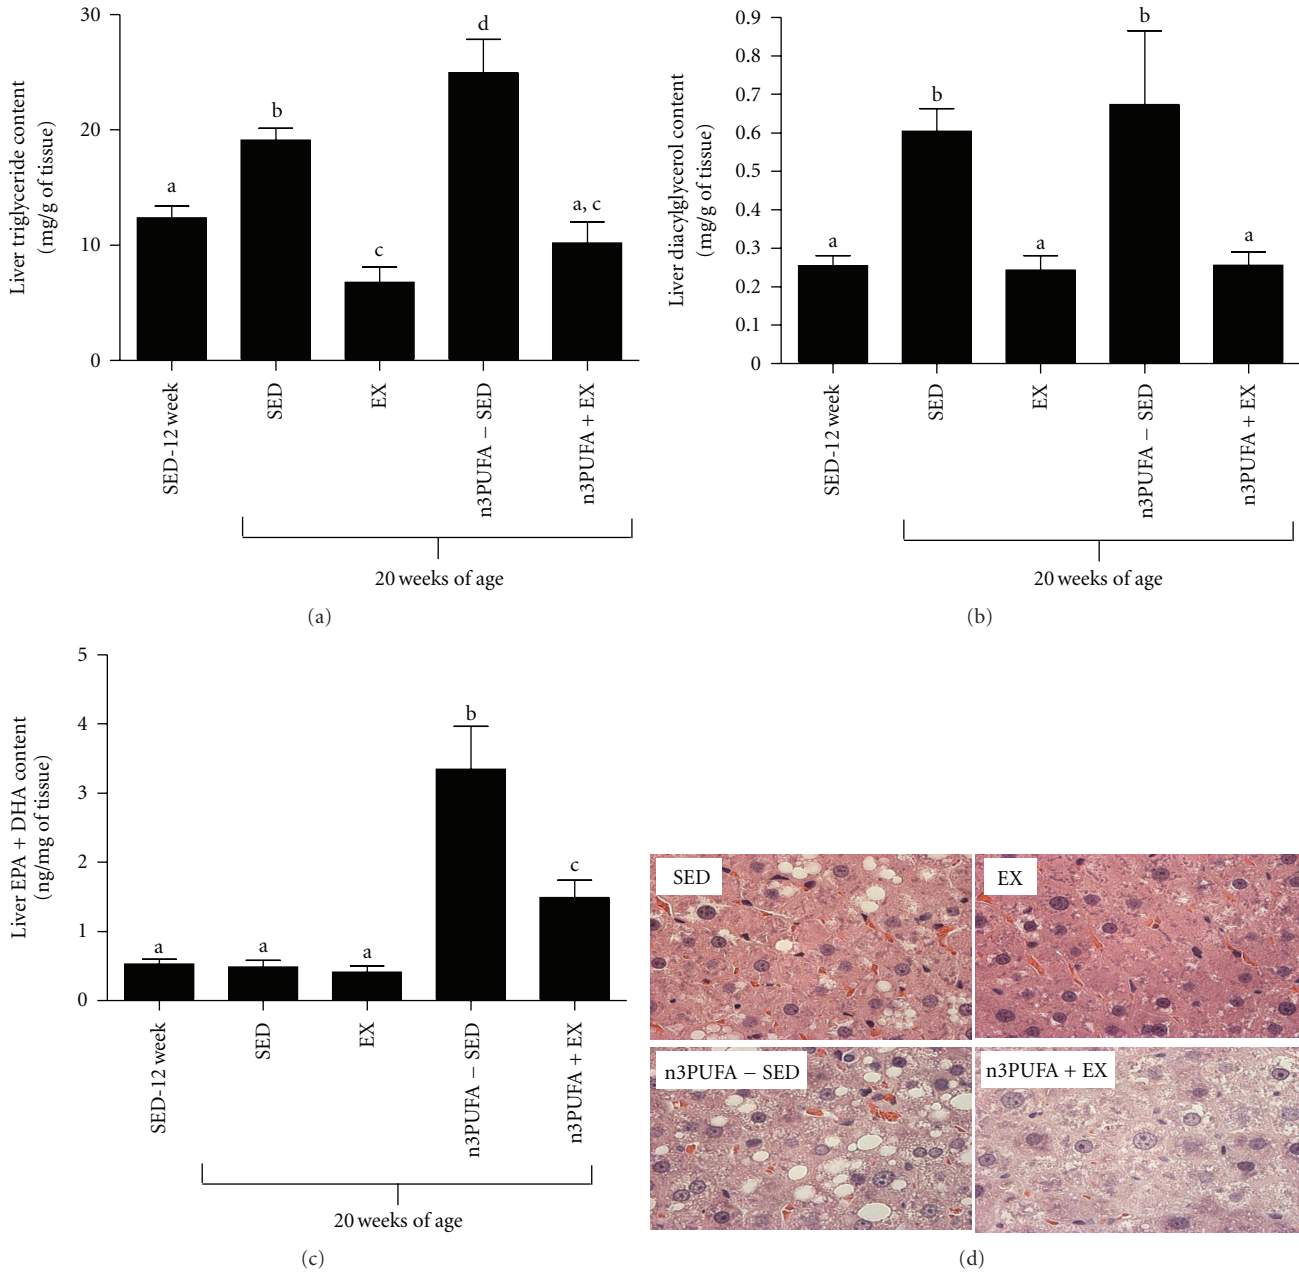 Liver triglyceride content
(mg/g of tissue)
30
20
10
0
a
b
c
d
a, c
SED-12 week
SED
EX
n3PUFA − SED
n3PUFA + EX
20 weeks of age
(a)
Liver diacylglycerol content
(mg/g of tissue)
0.9
0.8
0.7
0.6
0.5
0.4
0.3
0.2
0.1
0
a
b
a
b
a
SED-12 week
SED
EX
n3PUFA − SED
n3PUFA + EX
20 weeks of age
(b)
Liver EPA + DHA content
(ng/mg of tissue)
5
4
3
2
1
0
a
a
a
b
c
SED-12 week
SED
EX
n3PUFA − SED
n3PUFA + EX
20 weeks of age
(c)
SED
EX
n3PUFA − SED
n3PUFA + EX
(d)